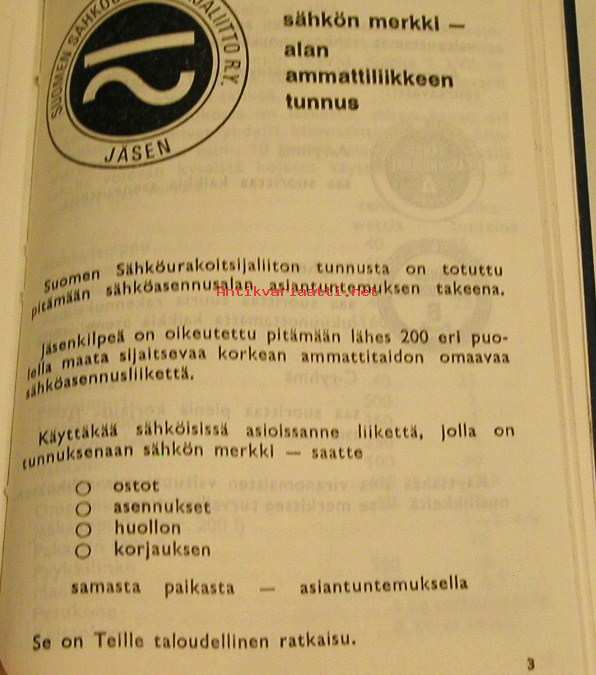 SUOMEN SÄHKÖU RJALIITTO R.Y.
JÄSEN
sähkön merkki —
alan
ammattiliikkeen
tunnus
Suomen Sähköurakoitsijaliiton tunnusta on totuttu
pitämään sähköasennusalan asiantuntemuksen takeena.
Antikvariaatti.net
Jäsenkilpeä on oikeutettu pitämään lähes 200 eri puo-
lella maata sijaitsevaa korkean ammattitaidon omaavaa
sähköasennusliikettä.
Käyttäkää sähköisissä asioissanne liikettä, jolla on
tunnuksenaan sähkön merkki — saatte
○ ostot
○ asennukset
○ huollon
○ korjauksen
samasta paikasta — asiantuntemuksella
Se on Teille taloudellinen ratkaisu.
3